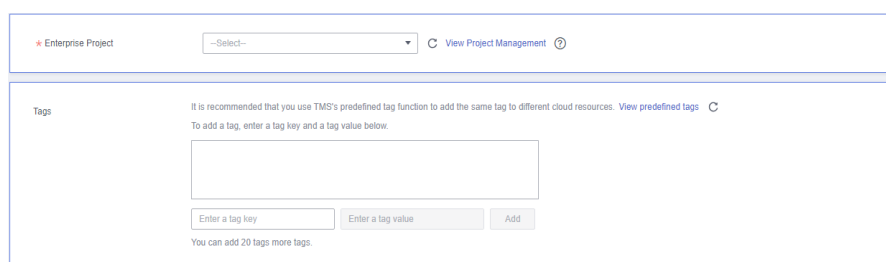 * Enterprise Project --Select-- View Project Management ?
Tags It is recommended that you use TMS's predefined tag function to add the same tag to different cloud resources. View predefined tags
To add a tag, enter a tag key and a tag value below.
Enter a tag key Enter a tag value Add
You can add 20 tags more tags.